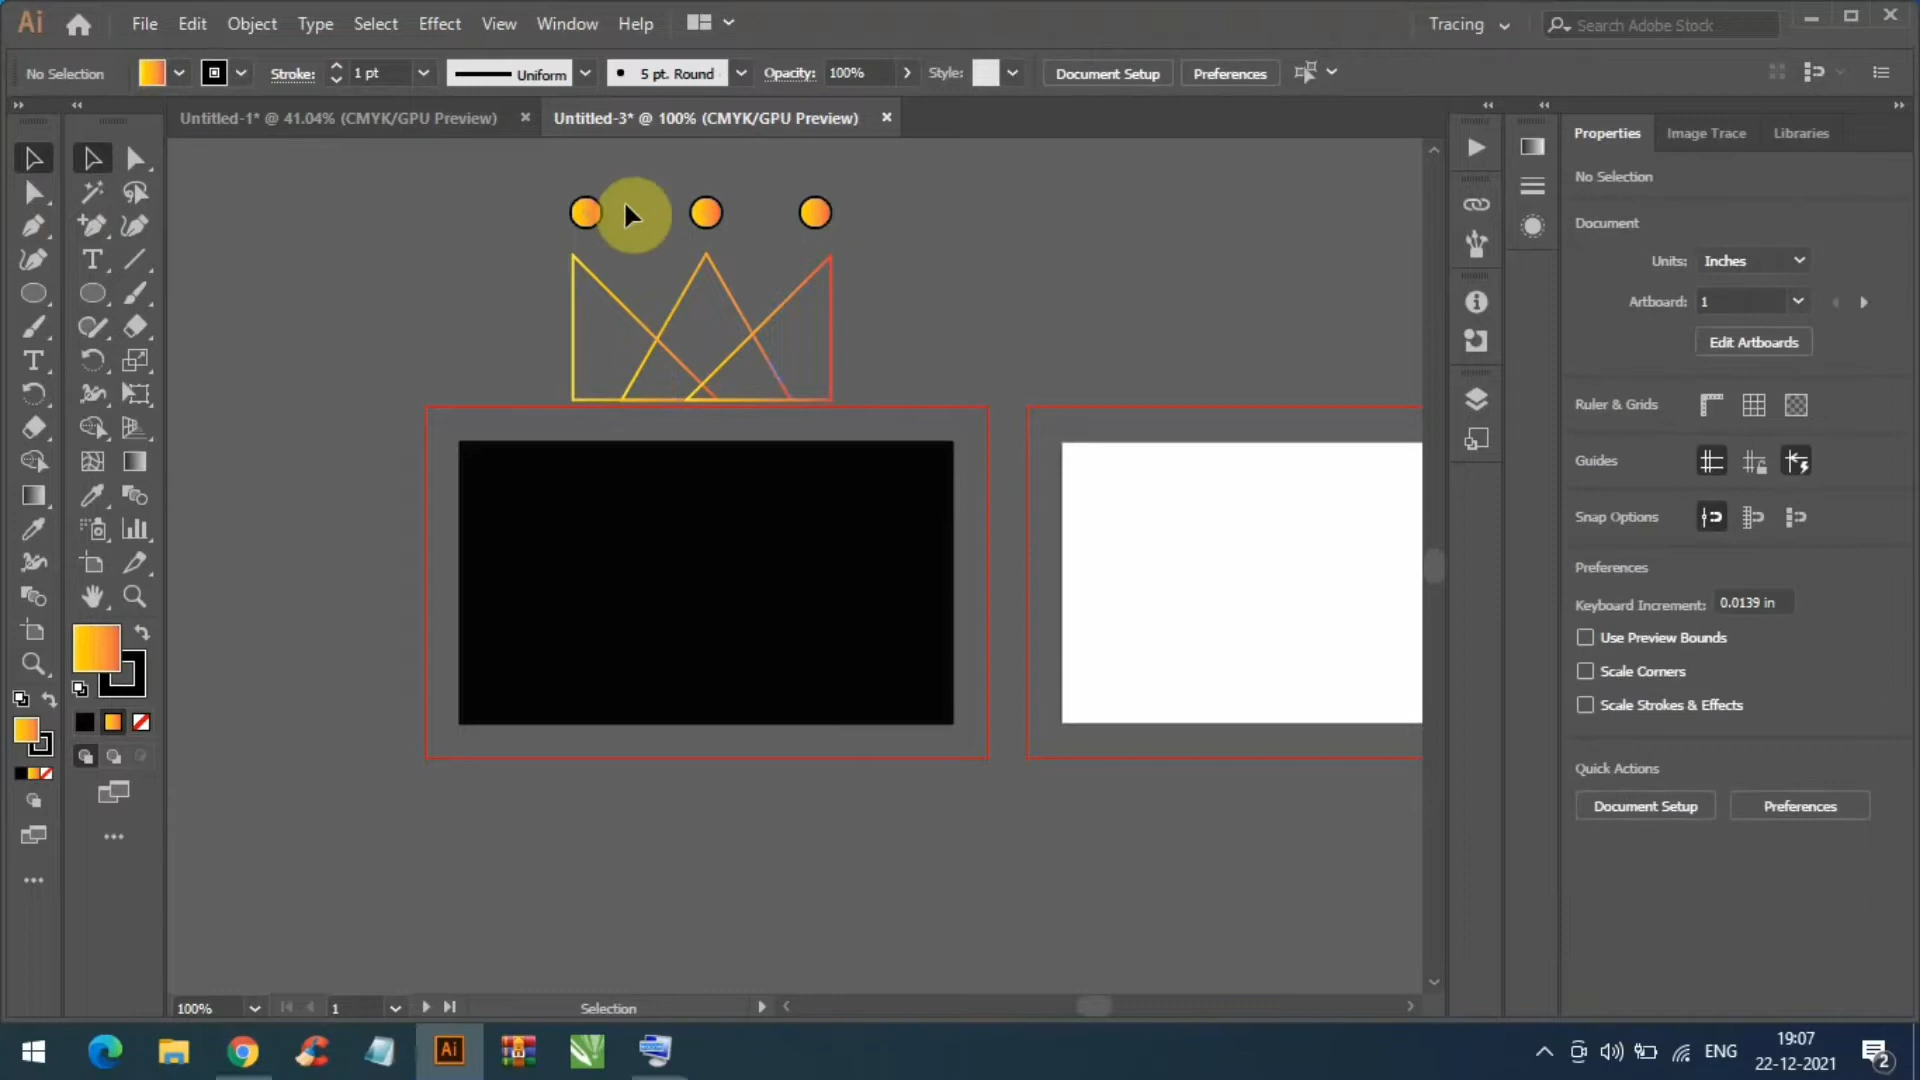 Ai File Edit Object Type Select Effect View Window Help Tracing Search Adobe Stock
No Selection Stroke: 1 pt Uniform 5 pt. Round Opacity: 100% Style: Document Setup Preferences
Untitled-1* @ 41.04% (CMYK/GPU Preview) Untitled-3* @ 100% (CMYK/GPU Preview)
Properties Image Trace Libraries
No Selection
Document
Units: Inches
Artboard: 1
Edit Artboards
Ruler & Grids
Guides
Snap Options
Preferences
Keyboard Increment: 0.0139 in
Use Preview Bounds
Scale Corners
Scale Strokes & Effects
Quick Actions
Document Setup Preferences
100% 1 Selection
Ai ENG 19:07
22-12-2021 2